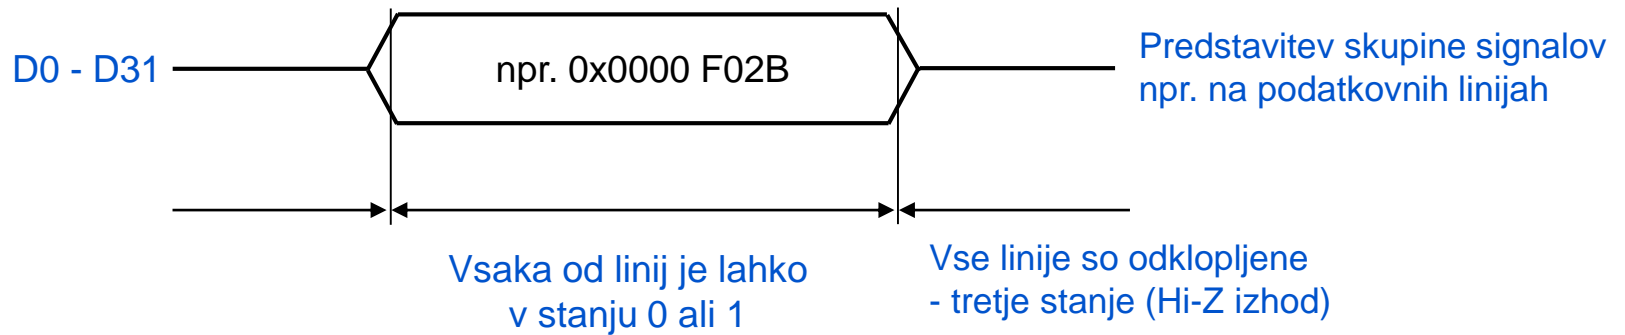 D0 - D31
npr. 0x0000 F02B
Predstavitev skupine signalov
npr. na podatkovnih linijah
Vsaka od linij je lahko
v stanju 0 ali 1
Vse linije so odklopljene
- tretje stanje (Hi-Z izhod)